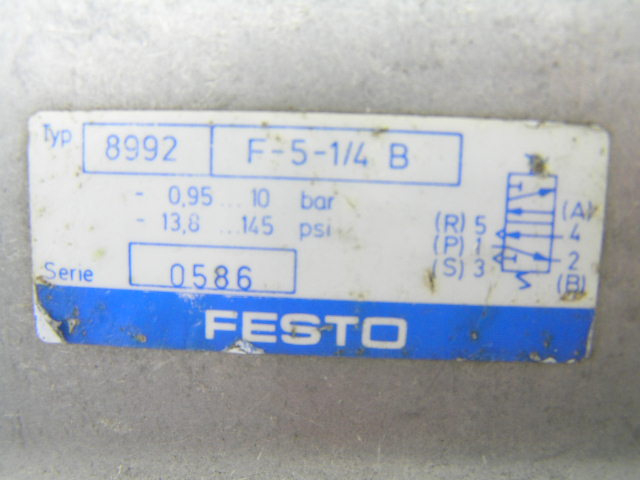 Typ 8992 F-5-1/4 B
- 0,95 ... 10 bar
- 13,8 ... 145 psi
Serie 0586
(R) 5
(P) 1
(S) 3
(A)
4
2
(B)
FESTO